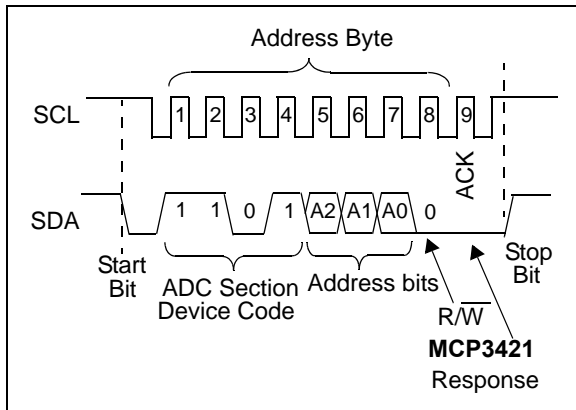 Address Byte
SCL 1 2 3 4 5 6 7 8 9
ACK
SDA 1 1 0 1 A2 A1 A0 0
Start Bit
ADC Section
Device Code
Address bits
Stop Bit
R/W̅
MCP3421
Response